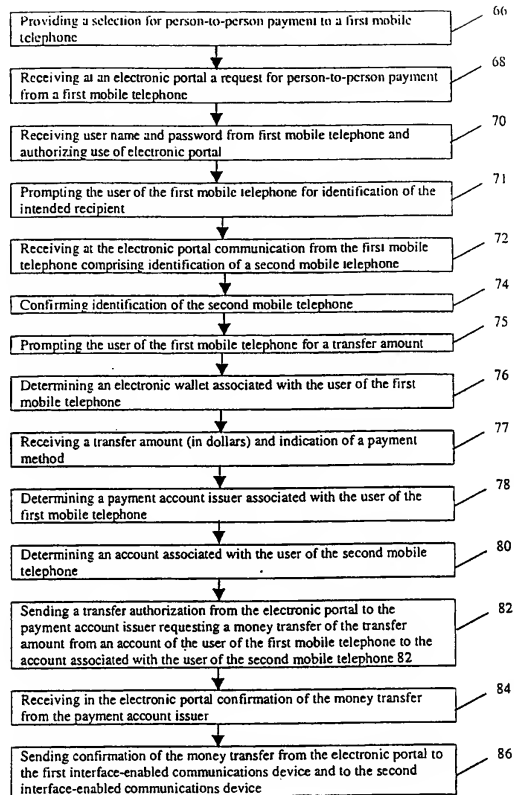 Providing a selection for person-to-person payment to a first mobile
telephone
66
Receiving at an electronic portal a request for person-to-person payment
from a first mobile telephone
68
Receiving user name and password from first mobile telephone and
authorizing use of electronic portal
70
Prompting the user of the first mobile telephone for identification of the
intended recipient
71
Receiving at the electronic portal communication from the first mobile
telephone comprising identification of a second mobile telephone
72
Confirming identification of the second mobile telephone
74
Prompting the user of the first mobile telephone for a transfer amount
75
Determining an electronic wallet associated with the user of the first
mobile telephone
76
Receiving a transfer amount (in dollars) and indication of a payment
method
77
Determining a payment account issuer associated with the user of the
first mobile telephone
78
Determining an account associated with the user of the second mobile
telephone
80
Sending a transfer authorization from the electronic portal to the
payment account issuer requesting a money transfer of the transfer
amount from an account of the user of the first mobile telephone to the
account associated with the user of the second mobile telephone 82
82
Receiving in the electronic portal confirmation of the money transfer
from the payment account issuer
84
Sending confirmation of the money transfer from the electronic portal to
the first interface-enabled communications device and to the second
interface-enabled communications device
86